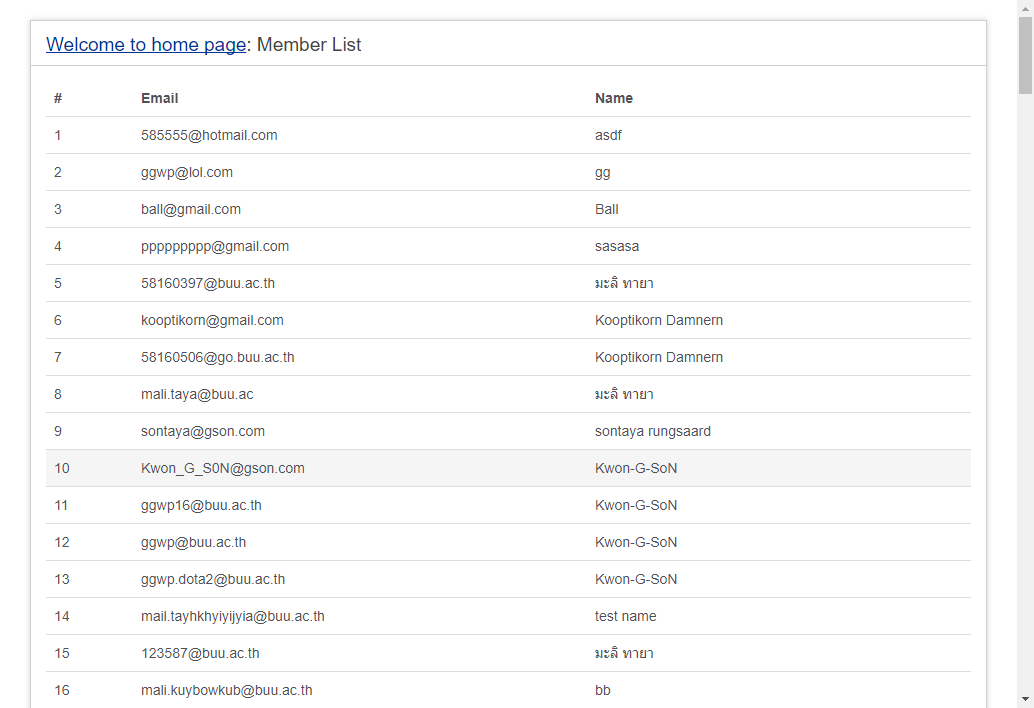 Welcome to home page: Member List
# Email Name
1 585555@hotmail.com asdf
2 ggwp@lol.com gg
3 ball@gmail.com Ball
4 ppppppppp@gmail.com sasasa
5 58160397@buu.ac.th มะลิ ทายา
6 kooptikorn@gmail.com Kooptikorn Damnern
7 58160506@go.buu.ac.th Kooptikorn Damnern
8 mali.taya@buu.ac มะลิ ทายา
9 sontaya@gson.com sontaya rungsaard
10 Kwon_G_S0N@gson.com Kwon-G-SoN
11 ggwp16@buu.ac.th Kwon-G-SoN
12 ggwp@buu.ac.th Kwon-G-SoN
13 ggwp.dota2@buu.ac.th Kwon-G-SoN
14 mail.tayhkhyiyijyia@buu.ac.th test name
15 123587@buu.ac.th มะลิ ทายา
16 mali.kuybowkub@buu.ac.th bb